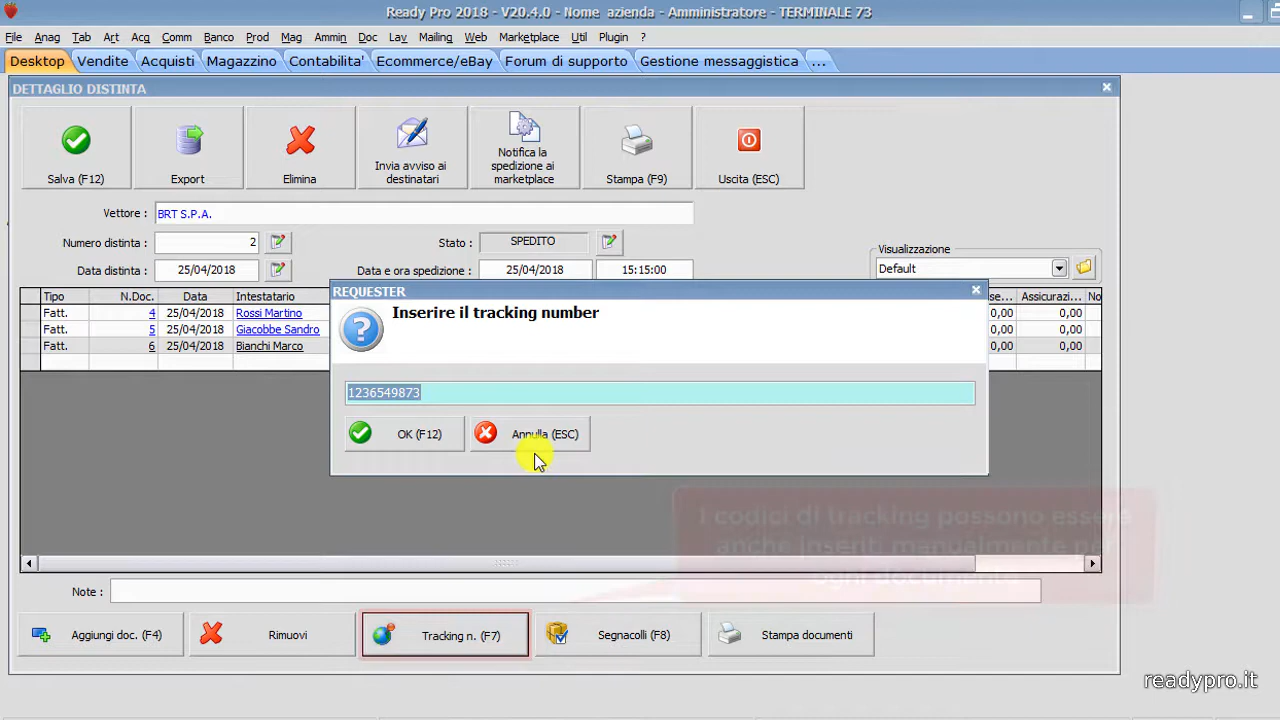 Ready Pro 2018 - V20.4.0 - Nome azienda - Amministratore - TERMINALE 73
File Anag Tab Art Acq Comm Banco Prod Mag Ammin Doc Lav Mailing Web Marketplace Util Plugin ?
Desktop Vendite Acquisti Magazzino Contabilita' Ecommerce/eBay Forum di supporto Gestione messaggistica ...
DETTAGLIO DISTINTA
Salva (F12) Export Elimina Invia avviso ai destinatari Notifica la spedizione ai marketplace Stampa (F9) Uscita (ESC)
Vettore : BRT S.P.A.
Numero distinta : 2 Stato : SPEDITO
Data distinta : 25/04/2018 Data e ora spedizione : 25/04/2018 15:15:00
Visualizzazione
Default
Tipo N.Doc. Data Intestatario se... Assicurazi... No
Fatt. 4 25/04/2018 Rossi Martino 0,00 0,00
Fatt. 5 25/04/2018 Giacobbe Sandro 0,00 0,00
Fatt. 6 25/04/2018 Bianchi Marco 0,00 0,00
REQUESTER
Inserire il tracking number
1236549873
OK (F12) Annulla (ESC)
I codici di tracking possono essere
anche inseriti manualmente per
ogni documento
Note :
Aggiungi doc. (F4) Rimuovi Tracking n. (F7) Segnacolli (F8) Stampa documenti
readypro.it